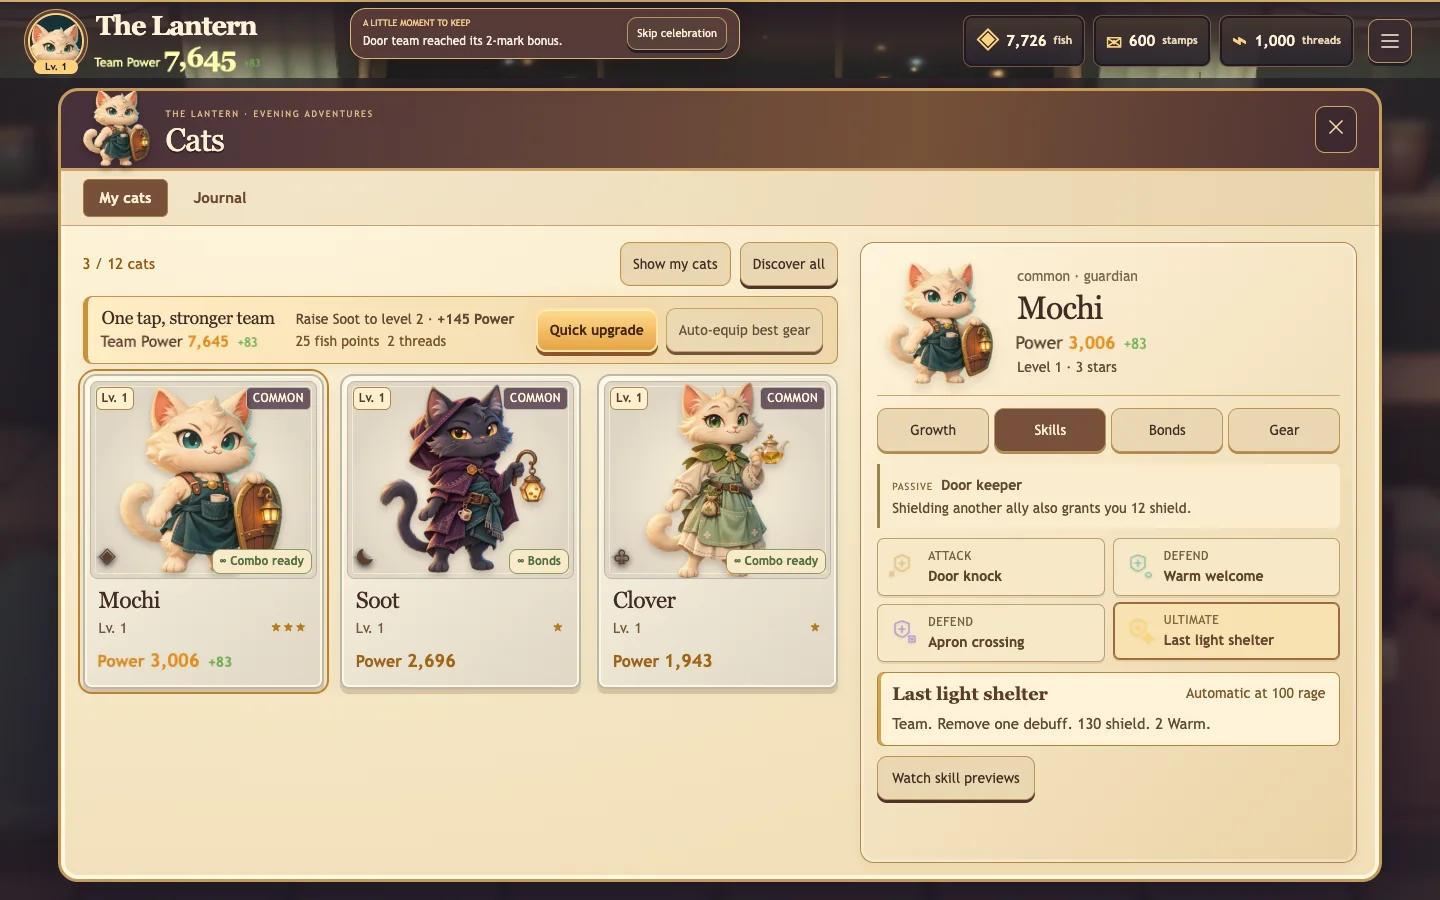 The Lantern
Lv. 1
Team Power 7,645 +83
A LITTLE MOMENT TO KEEP
Door team reached its 2-mark bonus.
Skip celebration
7,726 fish
600 stamps
1,000 threads
THE LANTERN · EVENING ADVENTURES
Cats
My cats
Journal
3 / 12 cats
Show my cats
Discover all
One tap, stronger team
Team Power 7,645 +83
Raise Soot to level 2 · +145 Power
25 fish points 2 threads
Quick upgrade
Auto-equip best gear
Lv. 1
COMMON
∞ Combo ready
Mochi
Lv. 1
Power 3,006 +83
Lv. 1
COMMON
∞ Bonds
Soot
Lv. 1
Power 2,696
Lv. 1
COMMON
∞ Combo ready
Clover
Lv. 1
Power 1,943
common · guardian
Mochi
Power 3,006 +83
Level 1 · 3 stars
Growth
Skills
Bonds
Gear
PASSIVE Door keeper
Shielding another ally also grants you 12 shield.
ATTACK
Door knock
DEFEND
Warm welcome
DEFEND
Apron crossing
ULTIMATE
Last light shelter
Last light shelter
Automatic at 100 rage
Team. Remove one debuff. 130 shield. 2 Warm.
Watch skill previews